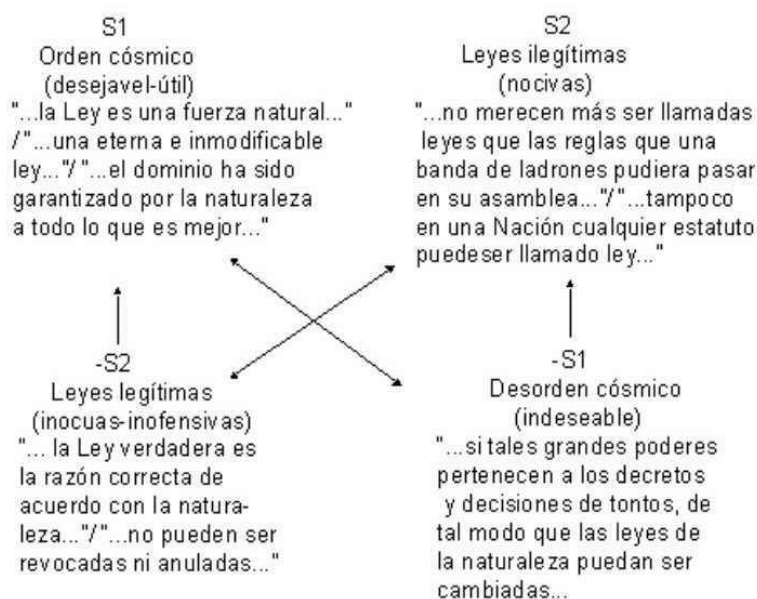 S1
Orden cósmico
(desejavel-útil)
"...la Ley es una fuerza natural..."
/"...una eterna e inmodificable
ley..."/"...el dominio ha sido
garantizado por la naturaleza
a todo lo que es mejor..."
S2
Leyes ilegítimas
(nocivas)
"...no merecen más ser llamadas
leyes que las reglas que una
banda de ladrones pudiera pasar
en su asamblea..."/"...tampoco
en una Nación cualquier estatuto
puedeser llamado ley..."
-S2
Leyes legítimas
(inocuas-inofensivas)
"... la Ley verdadera es
la razón correcta de
acuerdo con la natura-
leza..."/"...no pueden ser
revocadas ni anuladas..."
-S1
Desorden cósmico
(indeseable)
"...si tales grandes poderes
pertenecen a los decretos
y decisiones de tontos, de
tal modo que las leyes de
la naturaleza puedan ser
cambiadas...